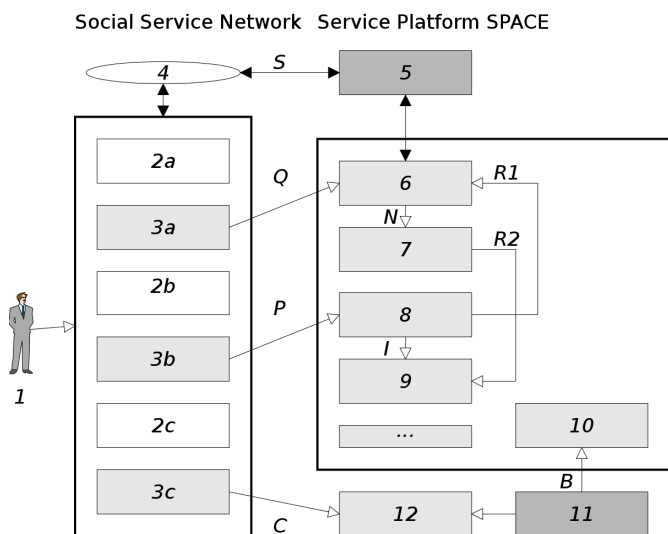 Social Service Network Service Platform SPACE
4
S
5
2a
Q
6
R1
3a
N
7
R2
2b
P
8
3b
I
9
1
2c
...
10
3c
B
12
11
C